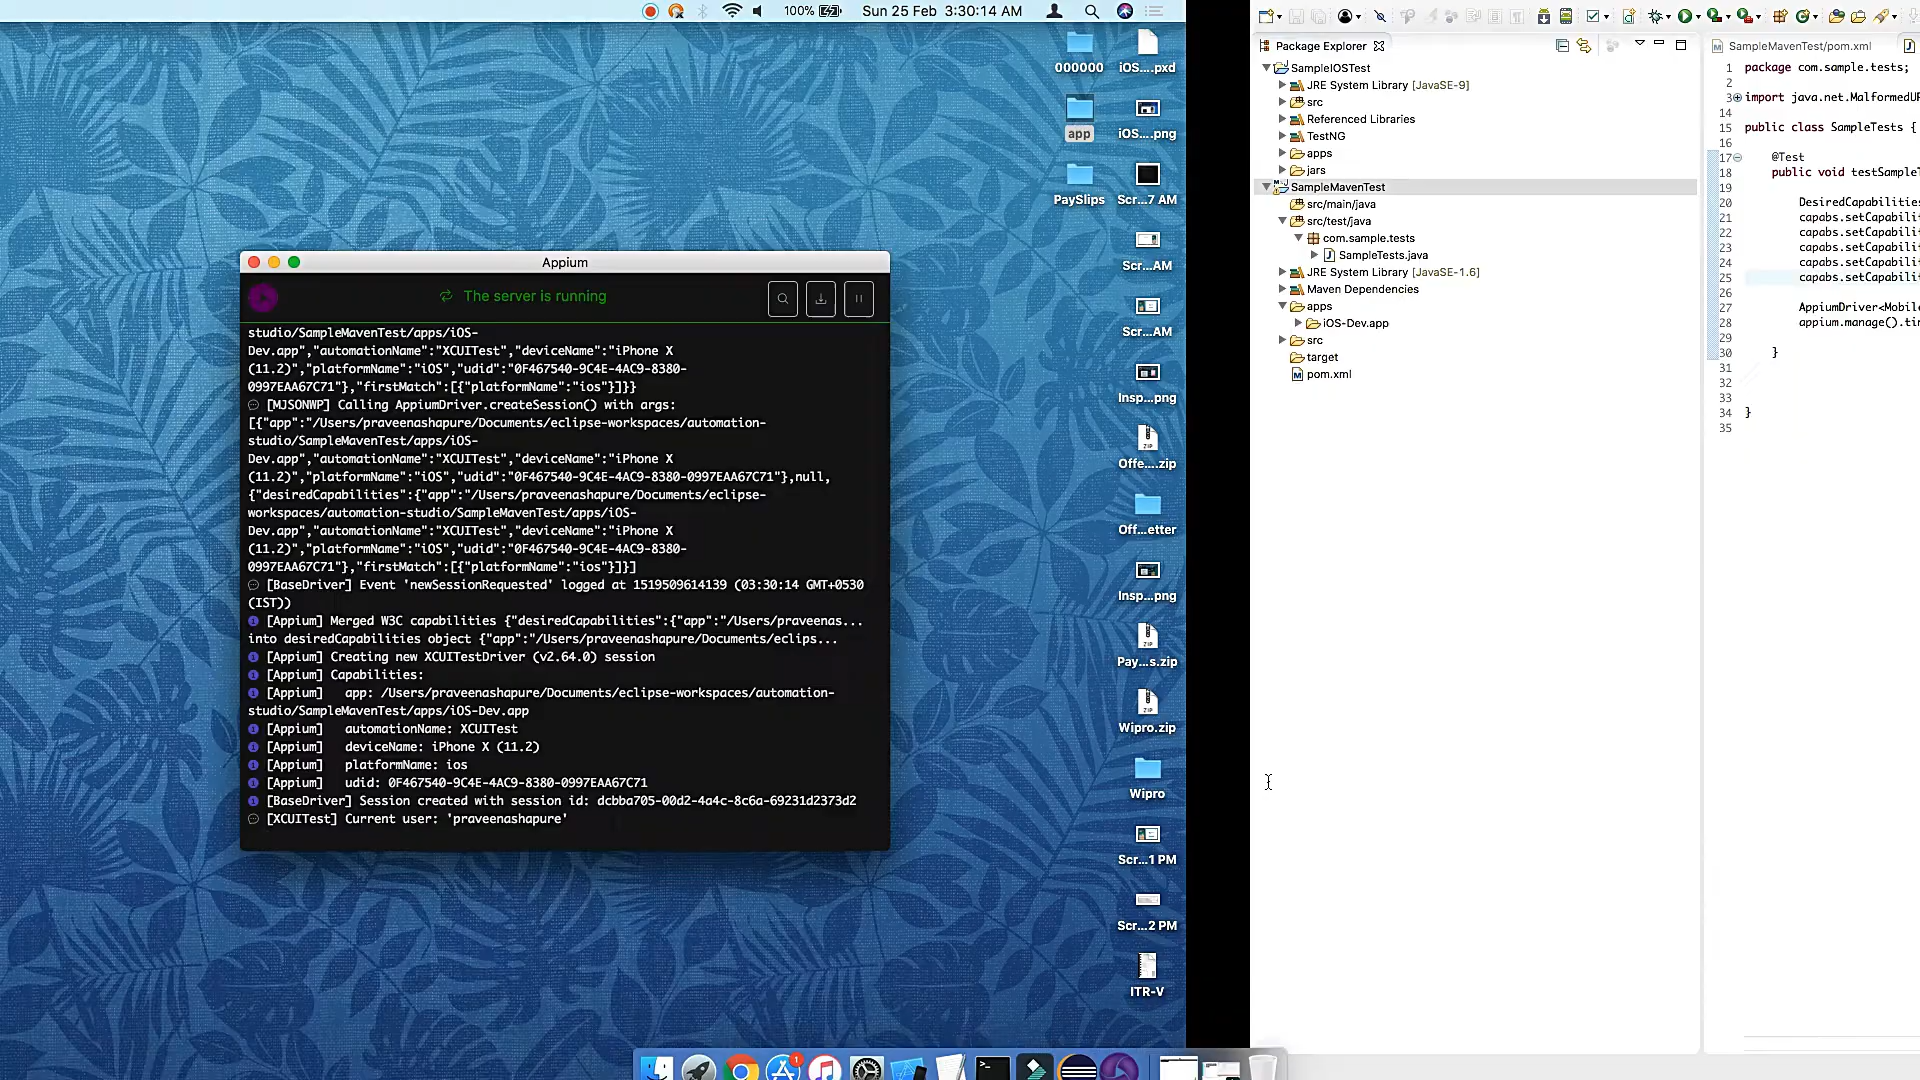 100%
Sun 25 Feb 3:30:14 AM
000000
iOS....pxd
app
iOS....png
PaySlips
Scr...7 AM
Scr...AM
Scr...AM
Insp...png
Offe....zip
Off...etter
Insp...png
Pay...s.zip
Wipro.zip
Wipro
Scr...1 PM
Scr...2 PM
ITR-V
1
Appium
The server is running
studio/SampleMavenTest/apps/iOS-
Dev.app","automationName":"XCUITest","deviceName":"iPhone X
(11.2)","platformName":"iOS","udid":"0F467540-9C4E-4AC9-8380-
0997EAA67C71"},"firstMatch":[{"platformName":"ios"}]}}
[MJSONWP] Calling AppiumDriver.createSession() with args:
[{"app":"/Users/praveenashapure/Documents/eclipse-workspaces/automation-
studio/SampleMavenTest/apps/iOS-
Dev.app","automationName":"XCUITest","deviceName":"iPhone X
(11.2)","platformName":"iOS","udid":"0F467540-9C4E-4AC9-8380-0997EAA67C71"},null,
{"desiredCapabilities":{"app":"/Users/praveenashapure/Documents/eclipse-
workspaces/automation-studio/SampleMavenTest/apps/iOS-
Dev.app","automationName":"XCUITest","deviceName":"iPhone X
(11.2)","platformName":"iOS","udid":"0F467540-9C4E-4AC9-8380-
0997EAA67C71"},"firstMatch":[{"platformName":"ios"}]}]
[BaseDriver] Event 'newSessionRequested' logged at 1519509614139 (03:30:14 GMT+0530
(IST))
[Appium] Merged W3C capabilities {"desiredCapabilities":{"app":"/Users/praveenas...
into desiredCapabilities object {"app":"/Users/praveenashapure/Documents/eclips...
[Appium] Creating new XCUITestDriver (v2.64.0) session
[Appium] Capabilities:
[Appium] app: /Users/praveenashapure/Documents/eclipse-workspaces/automation-
studio/SampleMavenTest/apps/iOS-Dev.app
[Appium] automationName: XCUITest
[Appium] deviceName: iPhone X (11.2)
[Appium] platformName: ios
[Appium] udid: 0F467540-9C4E-4AC9-8380-0997EAA67C71
[BaseDriver] Session created with session id: dcbba705-00d2-4a4c-8c6a-69231d2373d2
[XCUITest] Current user: 'praveenashapure'
Package Explorer
SampleIOSTest
JRE System Library [JavaSE-9]
src
Referenced Libraries
TestNG
apps
jars
SampleMavenTest
src/main/java
src/test/java
com.sample.tests
SampleTests.java
JRE System Library [JavaSE-1.6]
Maven Dependencies
apps
iOS-Dev.app
src
target
pom.xml
SampleMavenTest/pom.xml
1 package com.sample.tests;
2
3 import java.net.MalformedUR
14
15 public class SampleTests {
16
17 @Test
18 public void testSampleT
19
20 DesiredCapabilities
21 capabs.setCapabilit
22 capabs.setCapabilit
23 capabs.setCapabilit
24 capabs.setCapabilit
25 capabs.setCapabilit
26
27 AppiumDriver<Mobile
28 appium.manage().tim
29
30 }
31
32
33
34 }
35